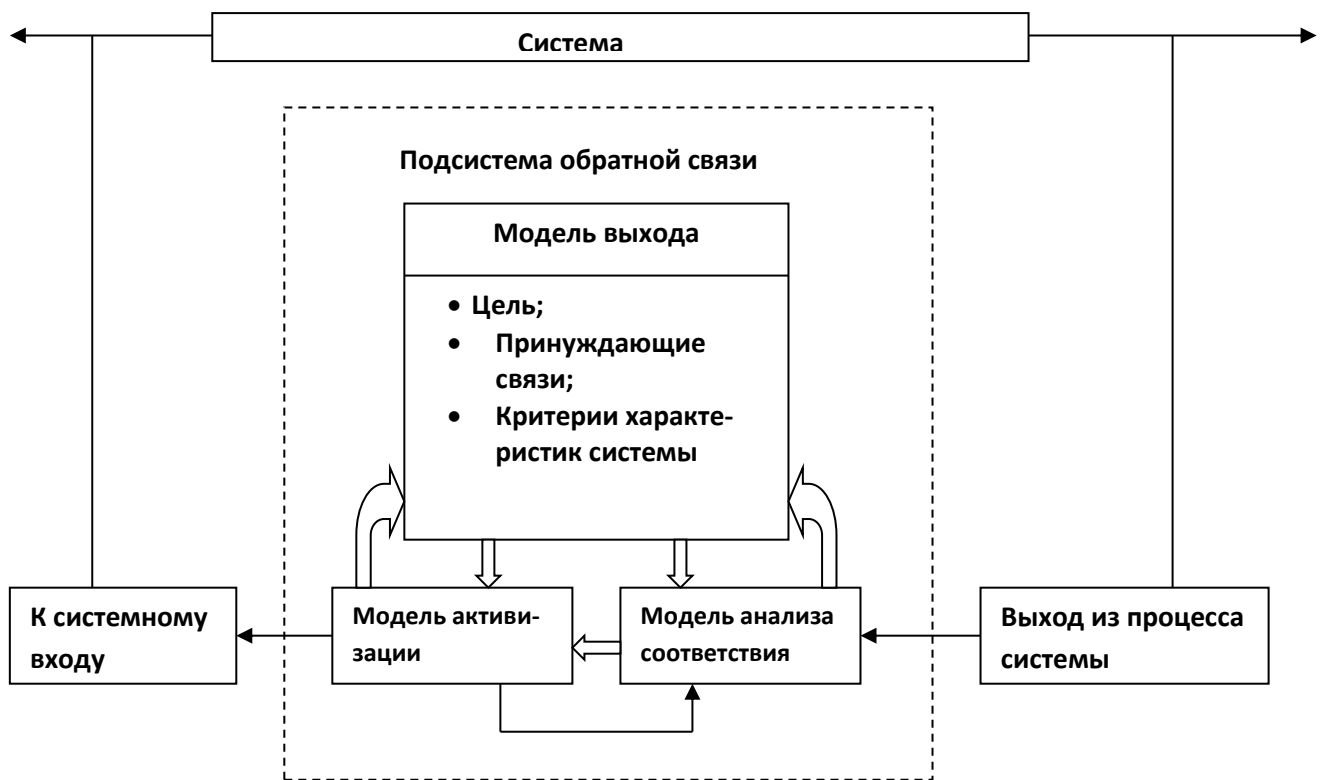 Система
Подсистема обратной связи
Модель выхода
• Цель;
• Принуждающие
связи;
• Критерии характе-
ристик системы
К системному
входу
Модель активи-
зации
Модель анализа
соответствия
Выход из процесса
системы